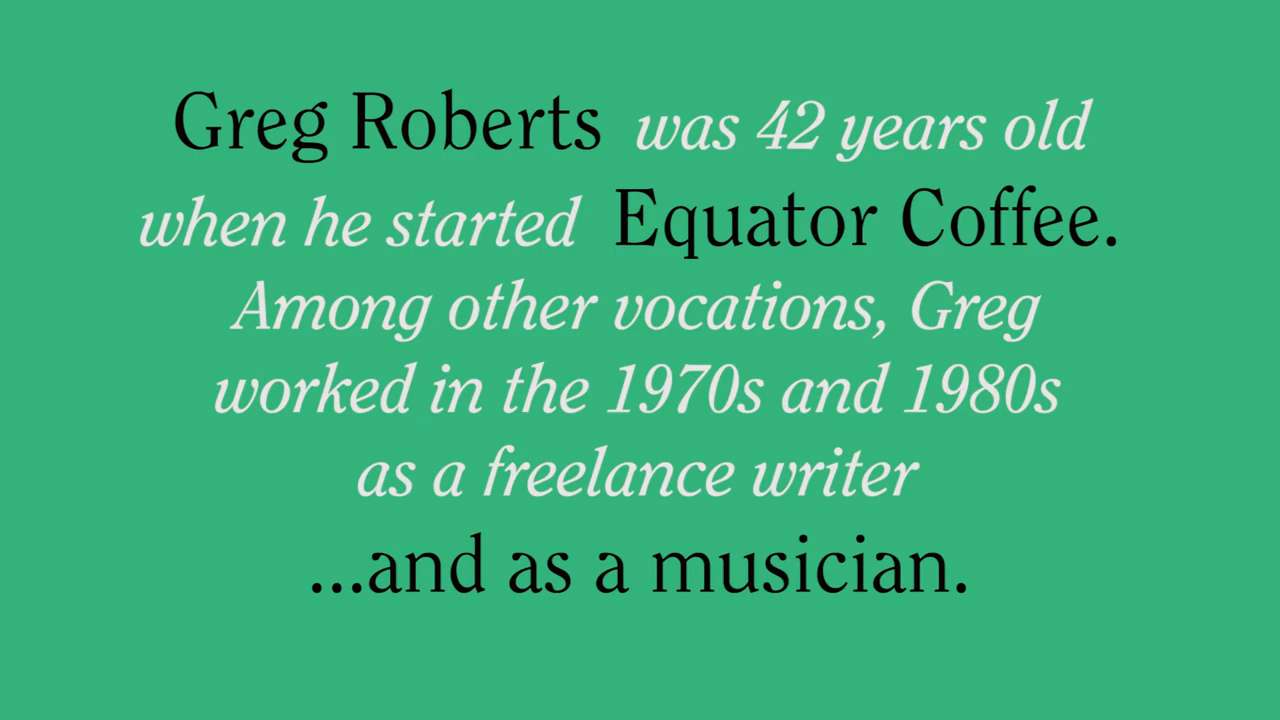 Greg Roberts was 42 years old
when he started Equator Coffee.
Among other vocations, Greg
worked in the 1970s and 1980s
as a freelance writer
...and as a musician.